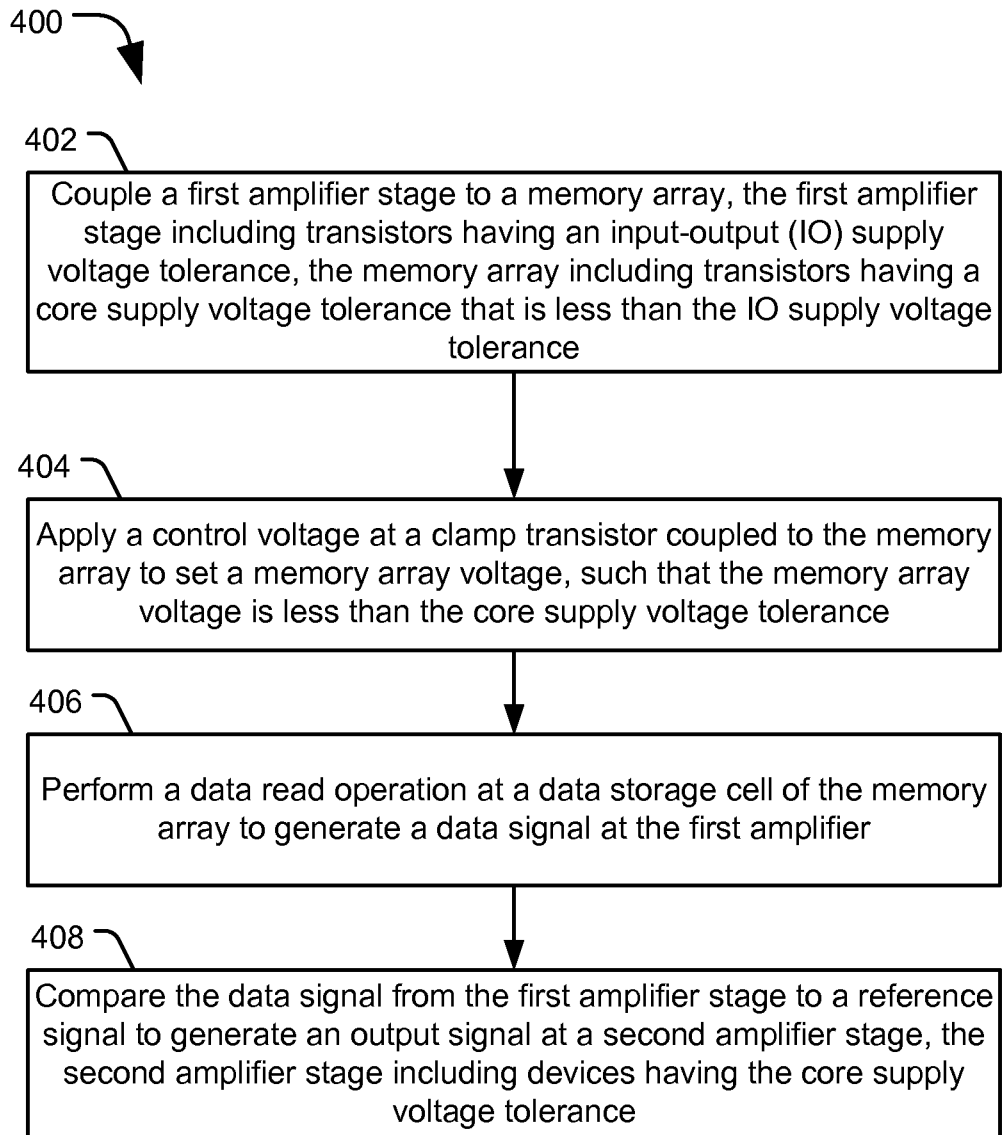 400
402
Couple a first amplifier stage to a memory array, the first amplifier
stage including transistors having an input-output (IO) supply
voltage tolerance, the memory array including transistors having a
core supply voltage tolerance that is less than the IO supply voltage
tolerance
404
Apply a control voltage at a clamp transistor coupled to the memory
array to set a memory array voltage, such that the memory array
voltage is less than the core supply voltage tolerance
406
Perform a data read operation at a data storage cell of the memory
array to generate a data signal at the first amplifier
408
Compare the data signal from the first amplifier stage to a reference
signal to generate an output signal at a second amplifier stage, the
second amplifier stage including devices having the core supply
voltage tolerance